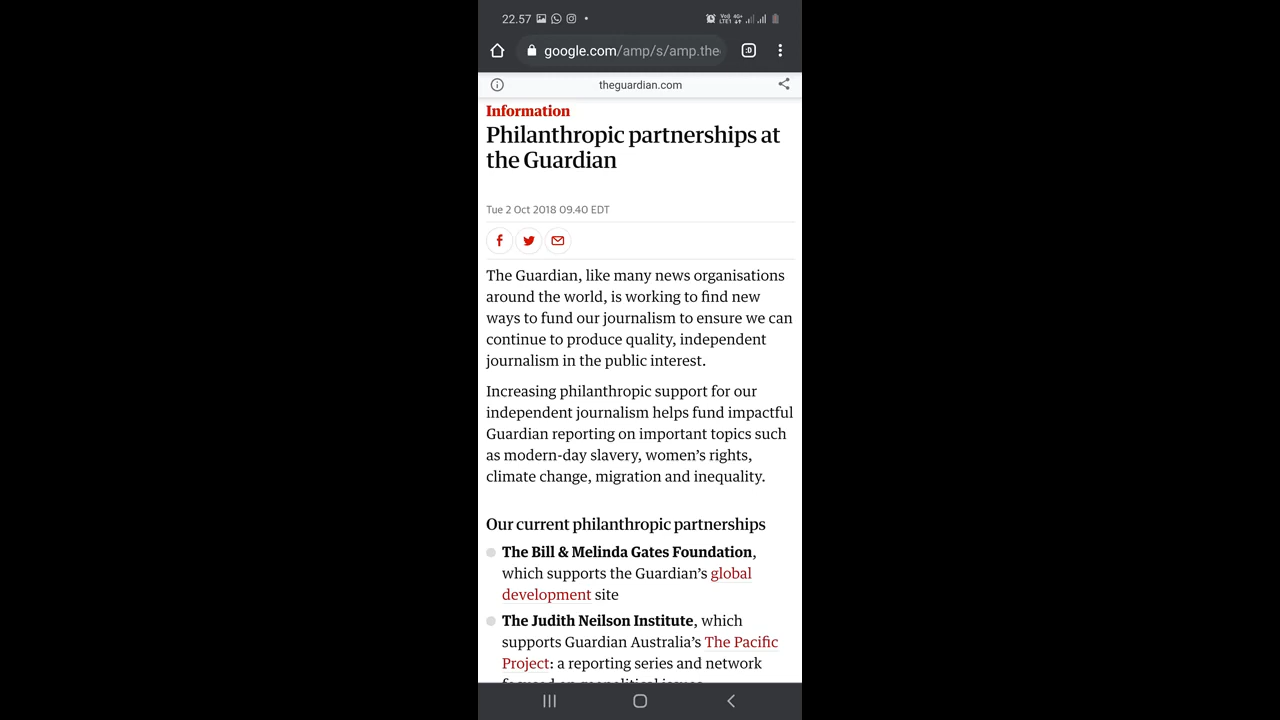 22.57
google.com/amp/s/amp.the
theguardian.com
Information
Philanthropic partnerships at
the Guardian
Tue 2 Oct 2018 09.40 EDT
The Guardian, like many news organisations
around the world, is working to find new
ways to fund our journalism to ensure we can
continue to produce quality, independent
journalism in the public interest.
Increasing philanthropic support for our
independent journalism helps fund impactful
Guardian reporting on important topics such
as modern-day slavery, women’s rights,
climate change, migration and inequality.
Our current philanthropic partnerships
The Bill & Melinda Gates Foundation,
which supports the Guardian’s global
development site
The Judith Neilson Institute, which
supports Guardian Australia’s The Pacific
Project: a reporting series and network